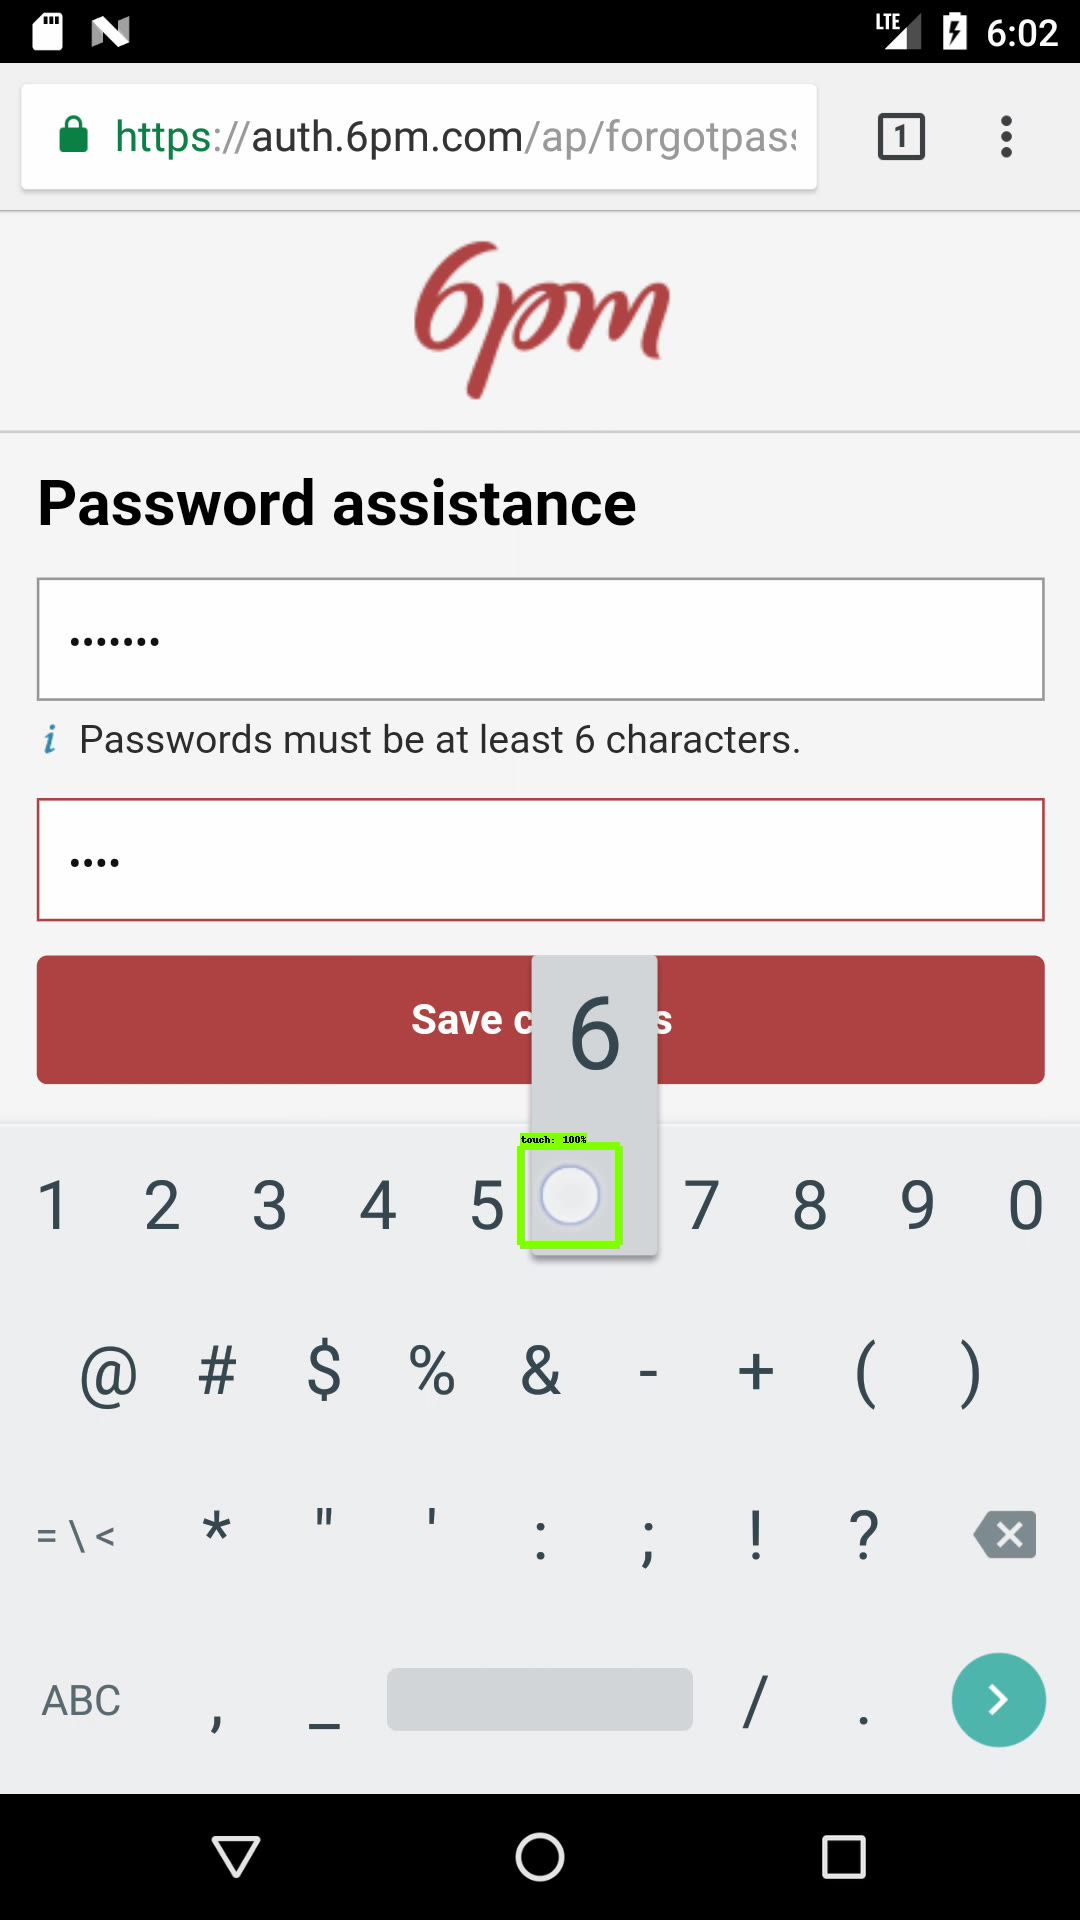 LTE 6:02
https://auth.6pm.com/ap/forgotpass
1
6pm
Password assistance
•••••••
i Passwords must be at least 6 characters.
••••
Save c s
6
touch: 100%
1 2 3 4 5 7 8 9 0
@ # $ % & - + ( )
= \ < * " ' : ; ! ?
ABC , _ / .